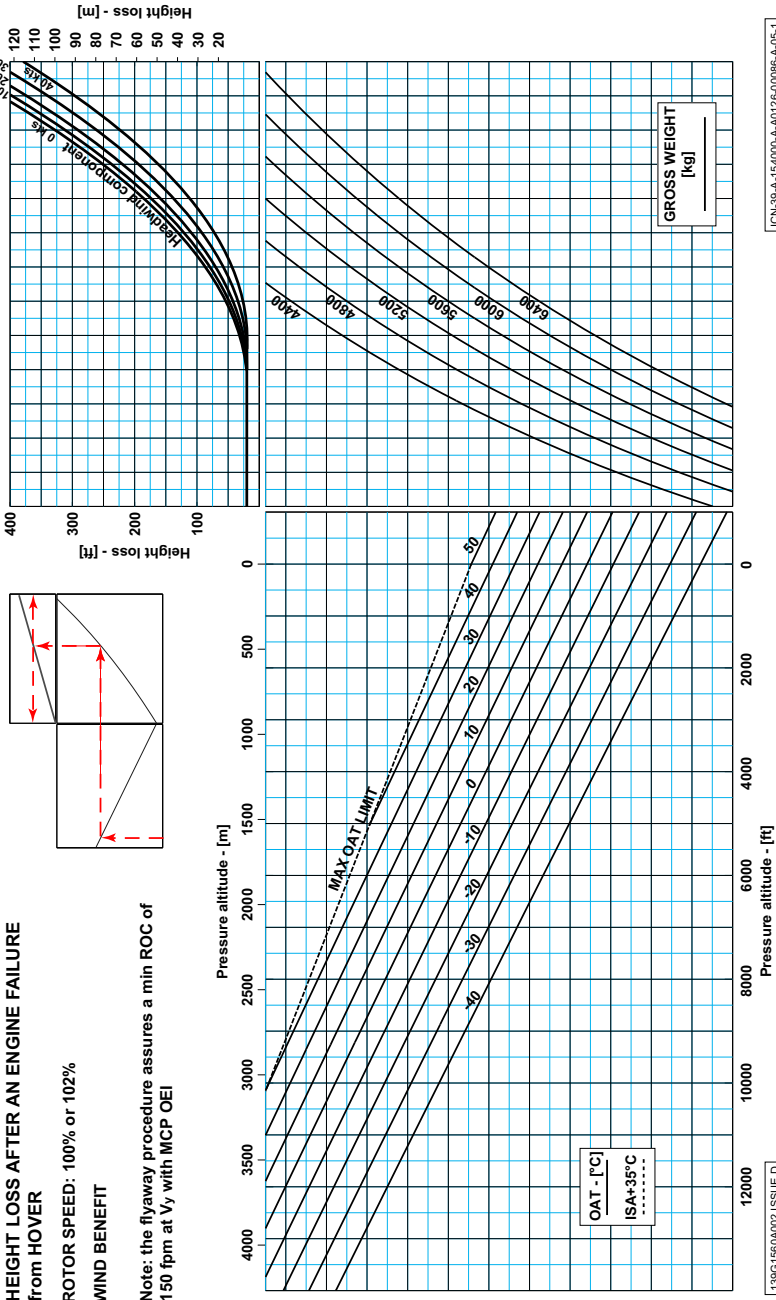 HEIGHT LOSS AFTER AN ENGINE FAILURE
from HOVER
ROTOR SPEED: 100% or 102%
WIND BENEFIT
Note: the flyaway procedure assures a min ROC of
150 fpm at Vy with MCP OEI
Height loss - [m]
120
110
100
90
80
70
60
50
40
30
20
40 kts
0 kts
Headwind component
400
300
200
100
Height loss - [ft]
Pressure altitude - [m]
4000
3500
3000
2500
2000
1500
1000
500
0
MAX OAT LIMIT
50
40
30
20
10
0
-10
-20
-30
-40
OAT - [°C]
ISA+35°C
12000
10000
8000
6000
4000
2000
0
Pressure altitude - [ft]
4400
4800
5200
5600
6000
6400
GROSS WEIGHT
[kg]